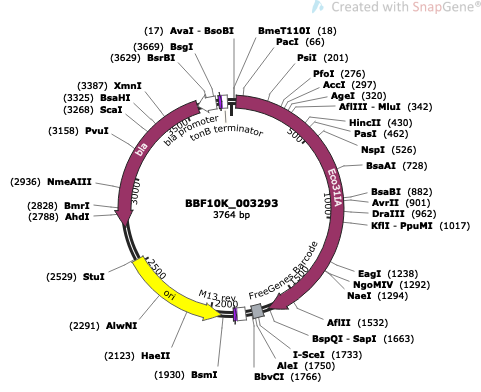 Created with SnapGene®
(17) AvaI - BsoBI
BmeT110I (18)
(3669) BsgI
PacI (66)
(3629) BsrBI
PsiI (201)
PfoI (276)
(3387) XmnI
AccI (297)
(3325) BsaHI
AgeI (320)
(3268) ScaI
AflIII - MluI (342)
HincII (430)
(3158) PvuI
PasI (462)
NspI (526)
BsaAI (728)
(2936) NmeAIII
BsaBI (882)
AvrII (901)
(2828) BmrI
DraIII (962)
(2788) AhdI
KflI - PpuMI (1017)
(2529) StuI
EagI (1238)
NgoMIV (1292)
NaeI (1294)
(2291) AlwNI
AflII (1532)
(2123) HaeII
BspQI - SapI (1663)
I-SceI (1733)
(1930) BsmI
AleI (1750)
BbvCI (1766)
bla promoter
tonB terminator
bla
Eco31IA
ori
M13 rev
FreeGenes Barcode
500
1000
1500
2000
2500
3000
3500
BBF10K_003293
3764 bp